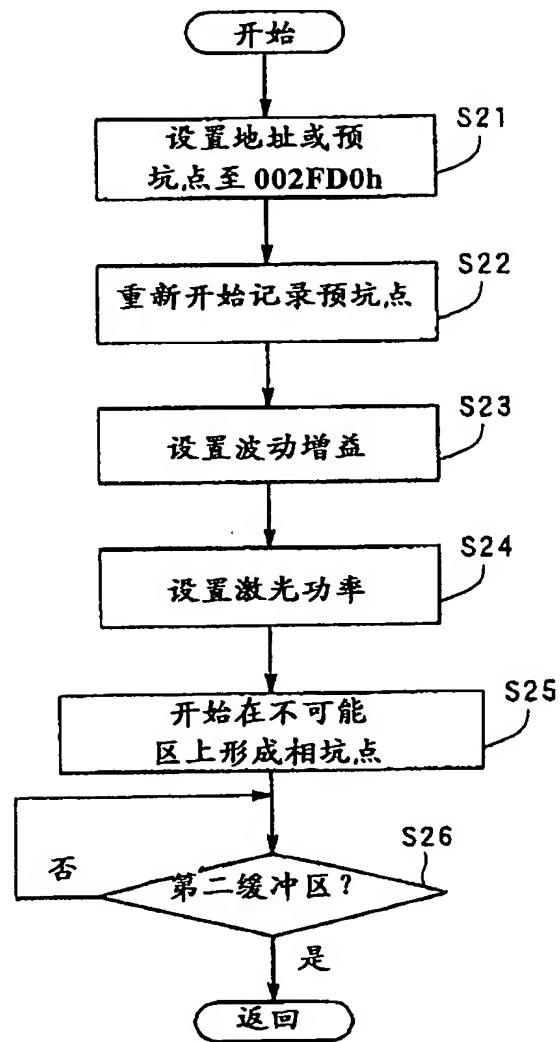 开始
S21
设置地址或预
坑点至 002FD0h
S22
重新开始记录预坑点
S23
设置波动增益
S24
设置激光功率
S25
开始在不可能
区上形成相坑点
S26
第二缓冲区？
否
是
返回